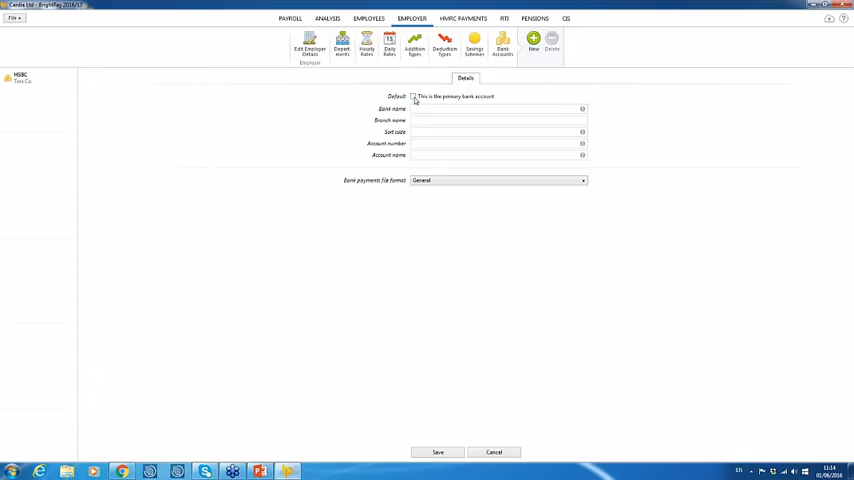 Cardia Ltd - BrightPay 2016/17
File
PAYROLL ANALYSIS EMPLOYEES EMPLOYER HMRC PAYMENTS RTI PENSIONS CIS
Edit Employer Details
Depart-ments
Hourly Rates
Daily Rates
Addition Types
Deduction Types
Savings Schemes
Bank Accounts
New
Delete
Employer
15
HSBC
Test Co.
Details
Default This is the primary bank account
Bank name
Branch name
Sort code
Account number
Account name
Bank payments file format General
Save Cancel
EN
11:14
01/06/2016